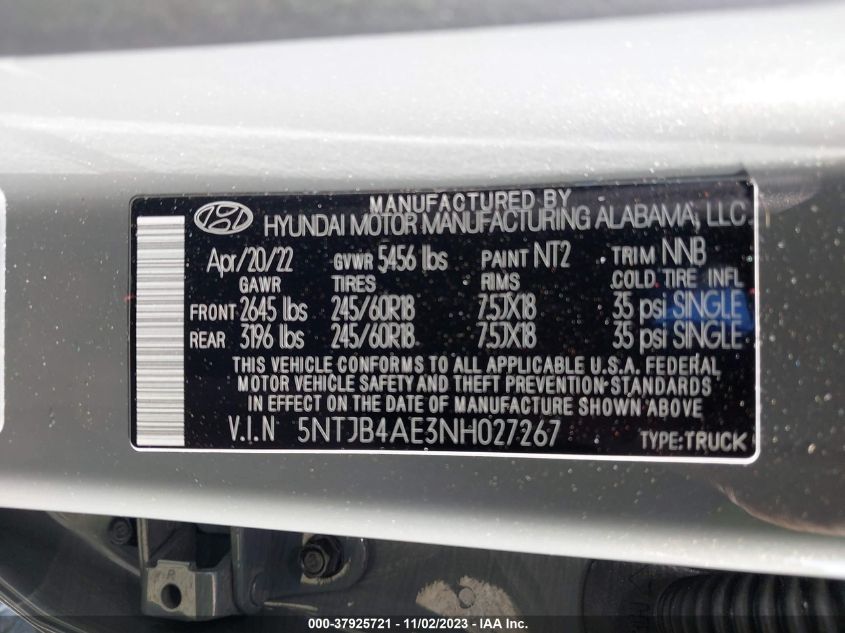 MANUFACTURED BY
HYUNDAI MOTOR MANUFACTURING ALABAMA, LLC
Apr/20/22 GVWR 5456 lbs PAINT NT2 TRIM NNB
GAWR TIRES RIMS COLD TIRE INFL
FRONT 2645 lbs 245/60R18 7.5JX18 35 psi SINGLE
REAR 3196 lbs 245/60R18 7.5JX18 35 psi SINGLE
THIS VEHICLE CONFORMS TO ALL APPLICABLE U.S.A. FEDERAL
MOTOR VEHICLE SAFETY AND THEFT PREVENTION STANDARDS
IN EFFECT ON THE DATE OF MANUFACTURE SHOWN ABOVE
V.I.N 5NTJB4AE3NH027267 TYPE:TRUCK
R
000-37925721 - 11/02/2023 - www.iaai.com